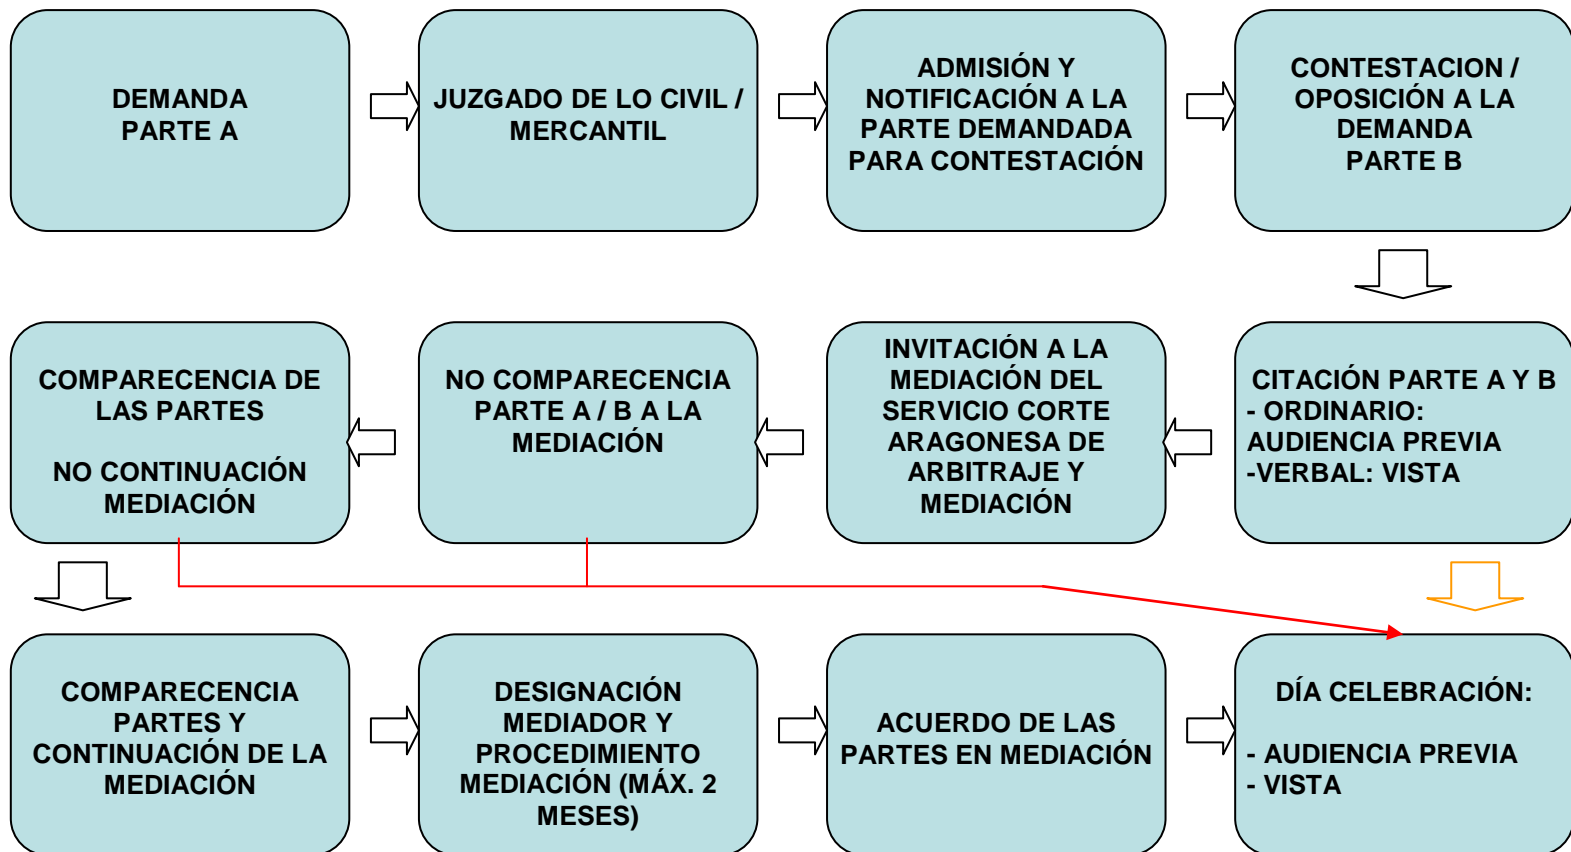 DEMANDA
PARTE A
JUZGADO DE LO CIVIL /
MERCANTIL
ADMISIÓN Y
NOTIFICACIÓN A LA
PARTE DEMANDADA
PARA CONTESTACIÓN
CONTESTACION /
OPOSICIÓN A LA
DEMANDA
PARTE B
COMPARECENCIA DE
LAS PARTES
NO CONTINUACIÓN
MEDIACIÓN
NO COMPARECENCIA
PARTE A / B A LA
MEDIACIÓN
INVITACIÓN A LA
MEDIACIÓN DEL
SERVICIO CORTE
ARAGONESA DE
ARBITRAJE Y
MEDIACIÓN
CITACIÓN PARTE A Y B
- ORDINARIO:
AUDIENCIA PREVIA
-VERBAL: VISTA
COMPARECENCIA
PARTES Y
CONTINUACIÓN DE LA
MEDIACIÓN
DESIGNACIÓN
MEDIADOR Y
PROCEDIMIENTO
MEDIACIÓN (MÁX. 2
MESES)
ACUERDO DE LAS
PARTES EN MEDIACIÓN
DÍA CELEBRACIÓN:
- AUDIENCIA PREVIA
- VISTA